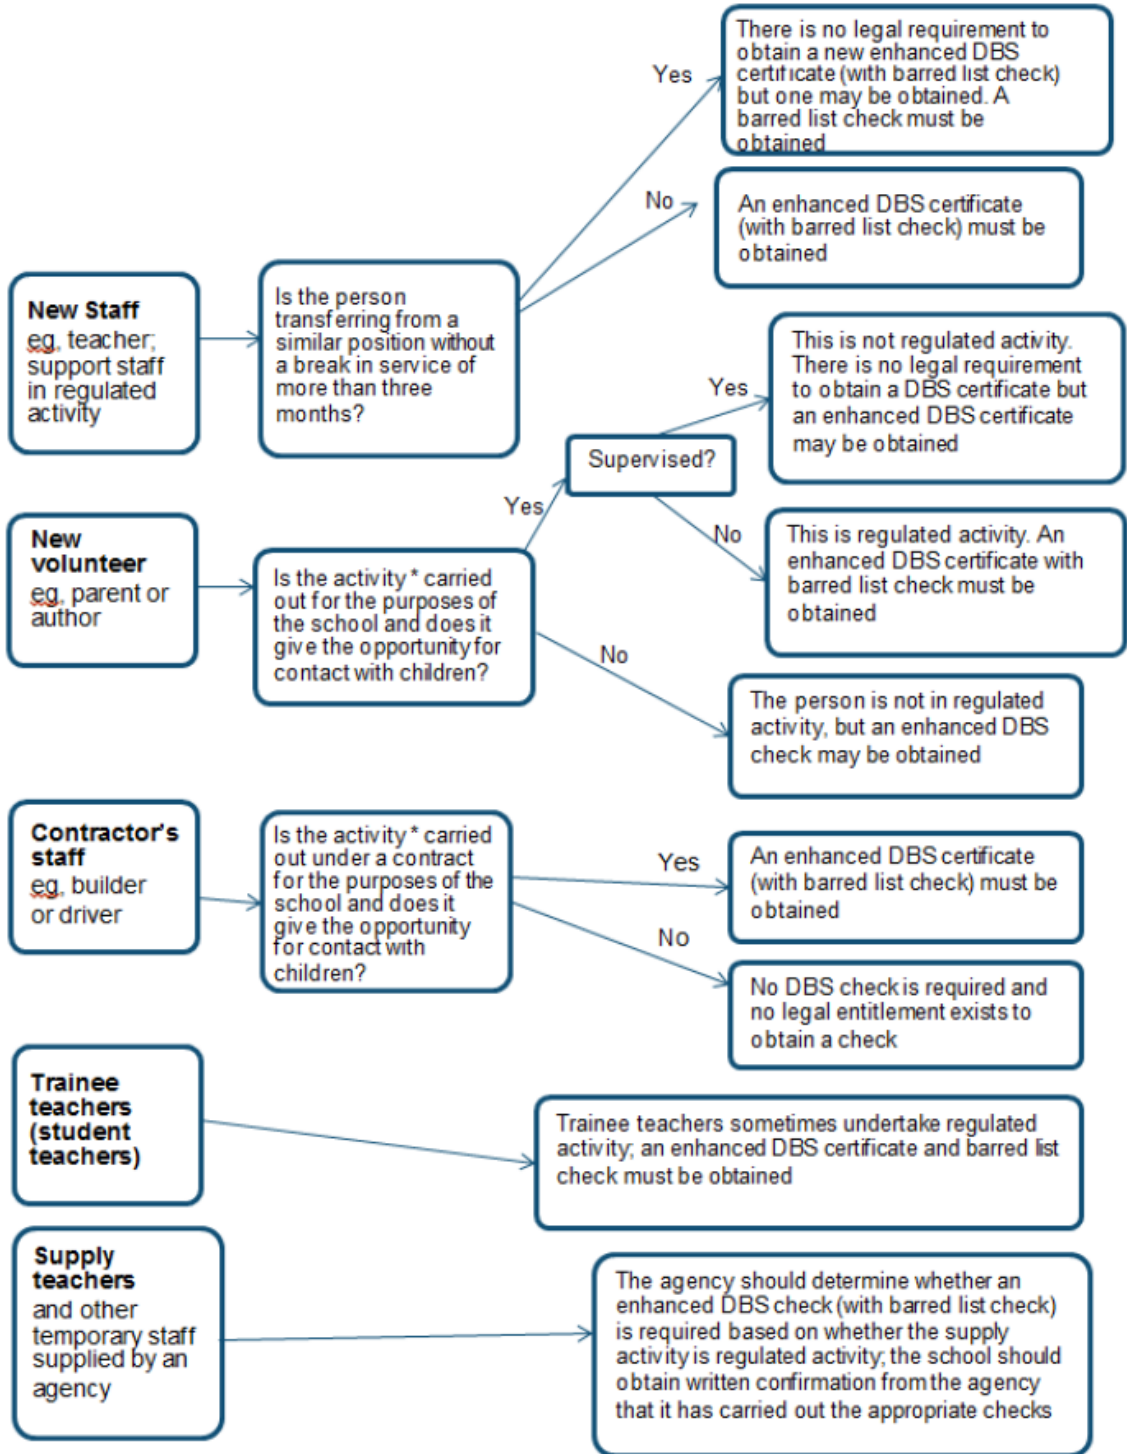 There is no legal requirement to
obtain a new enhanced DBS
certificate (with barred list check)
but one may be obtained. A
barred list check must be
obtained
Yes
No
An enhanced DBS certificate
(with barred list check) must be
obtained
New Staff
eg, teacher;
support staff
in regulated
activity
Is the person
transferring from a
similar position without
a break in service of
more than three
months?
This is not regulated activity.
There is no legal requirement
to obtain a DBS certificate but
an enhanced DBS certificate
may be obtained
Yes
Supervised?
Yes
No
This is regulated activity. An
enhanced DBS certificate with
barred list check must be
obtained
New
volunteer
eg, parent or
author
Is the activity * carried
out for the purposes of
the school and does it
give the opportunity for
contact with children?
No
The person is not in regulated
activity, but an enhanced DBS
check may be obtained
Contractor's
staff
eg, builder
or driver
Is the activity * carried
out under a contract
for the purposes of the
school and does it
give the opportunity
for contact with
children?
Yes
An enhanced DBS certificate
(with barred list check) must be
obtained
No
No DBS check is required and
no legal entitlement exists to
obtain a check
Trainee
teachers
(student
teachers)
Trainee teachers sometimes undertake regulated
activity; an enhanced DBS certificate and barred list
check must be obtained
Supply
teachers
and other
temporary staff
supplied by an
agency
The agency should determine whether an
enhanced DBS check (with barred list check)
is required based on whether the supply
activity is regulated activity; the school should
obtain written confirmation from the agency
that it has carried out the appropriate checks